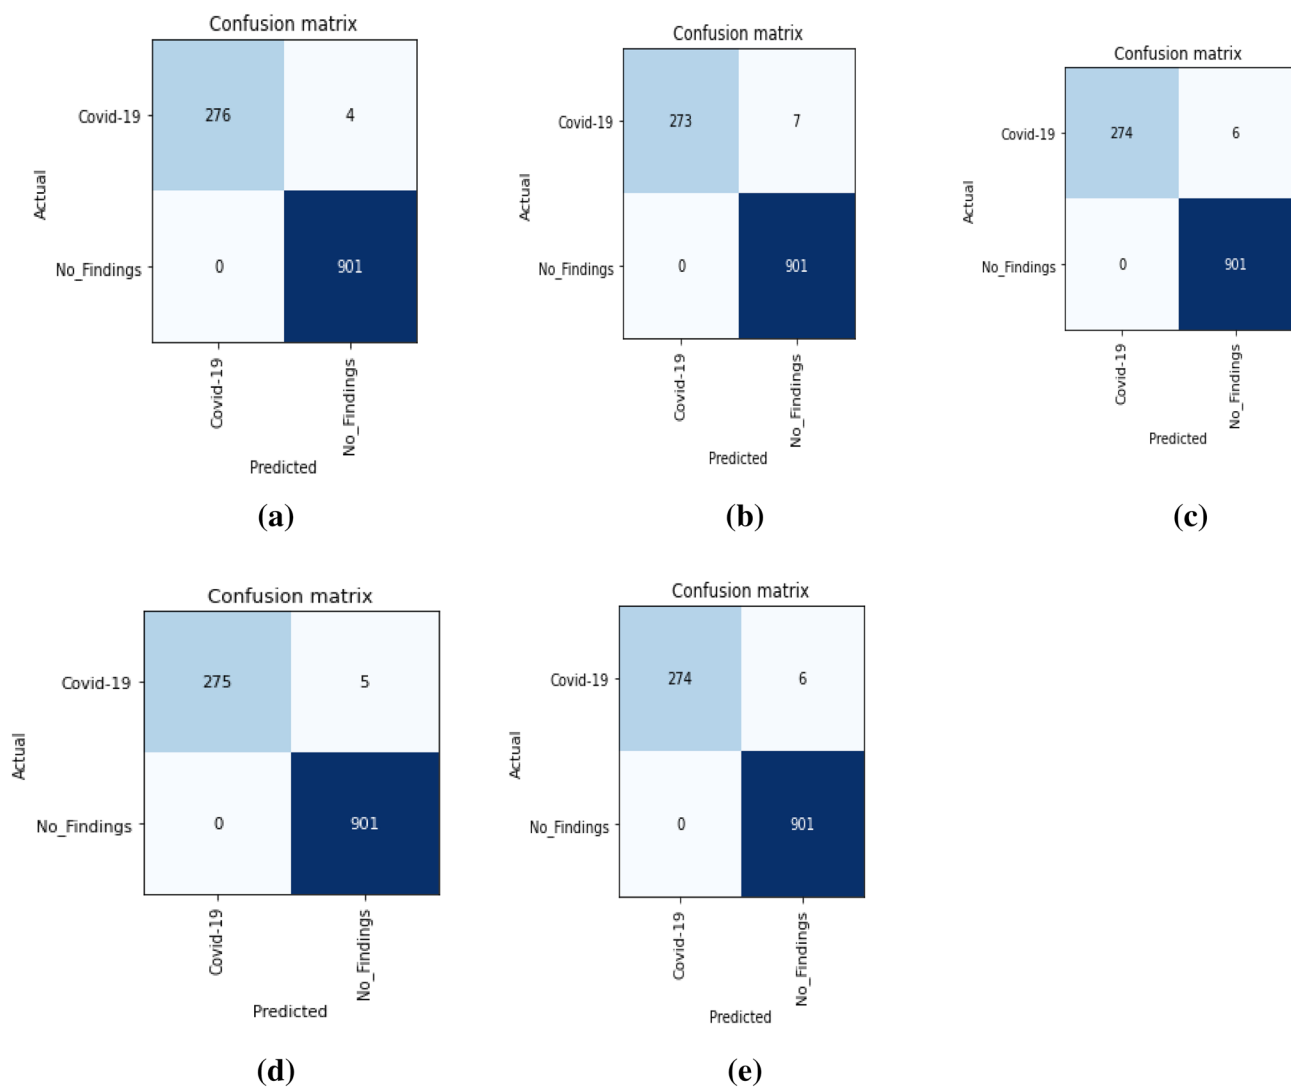 Confusion matrix
Covid-19 276 4
Actual
No_Findings 0 901
Covid-19 No_Findings
Predicted
(a)
Confusion matrix
Covid-19 273 7
Actual
No_Findings 0 901
Covid-19 No_Findings
Predicted
(b)
Confusion matrix
Covid-19 274 6
Actual
No_Findings 0 901
Covid-19 No_Findings
Predicted
(c)
Confusion matrix
Covid-19 275 5
Actual
No_Findings 0 901
Covid-19 No_Findings
Predicted
(d)
Confusion matrix
Covid-19 274 6
Actual
No_Findings 0 901
Covid-19 No_Findings
Predicted
(e)